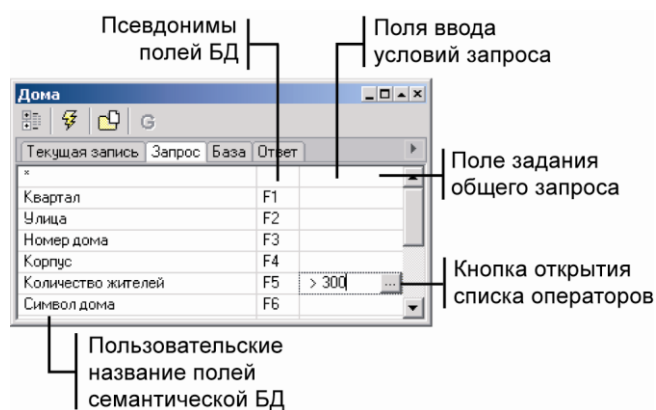 Псевдонимы
полей БД
Поля ввода
условий запроса
Дома
G
Текущая запись Запрос База Ответ
*
Квартал F1
Улица F2
Номер дома F3
Корпус F4
Количество жителей F5 > 300 ...
Символ дома F6
Поле задания
общего запроса
Кнопка открытия
списка операторов
Пользовательские
название полей
семантической БД